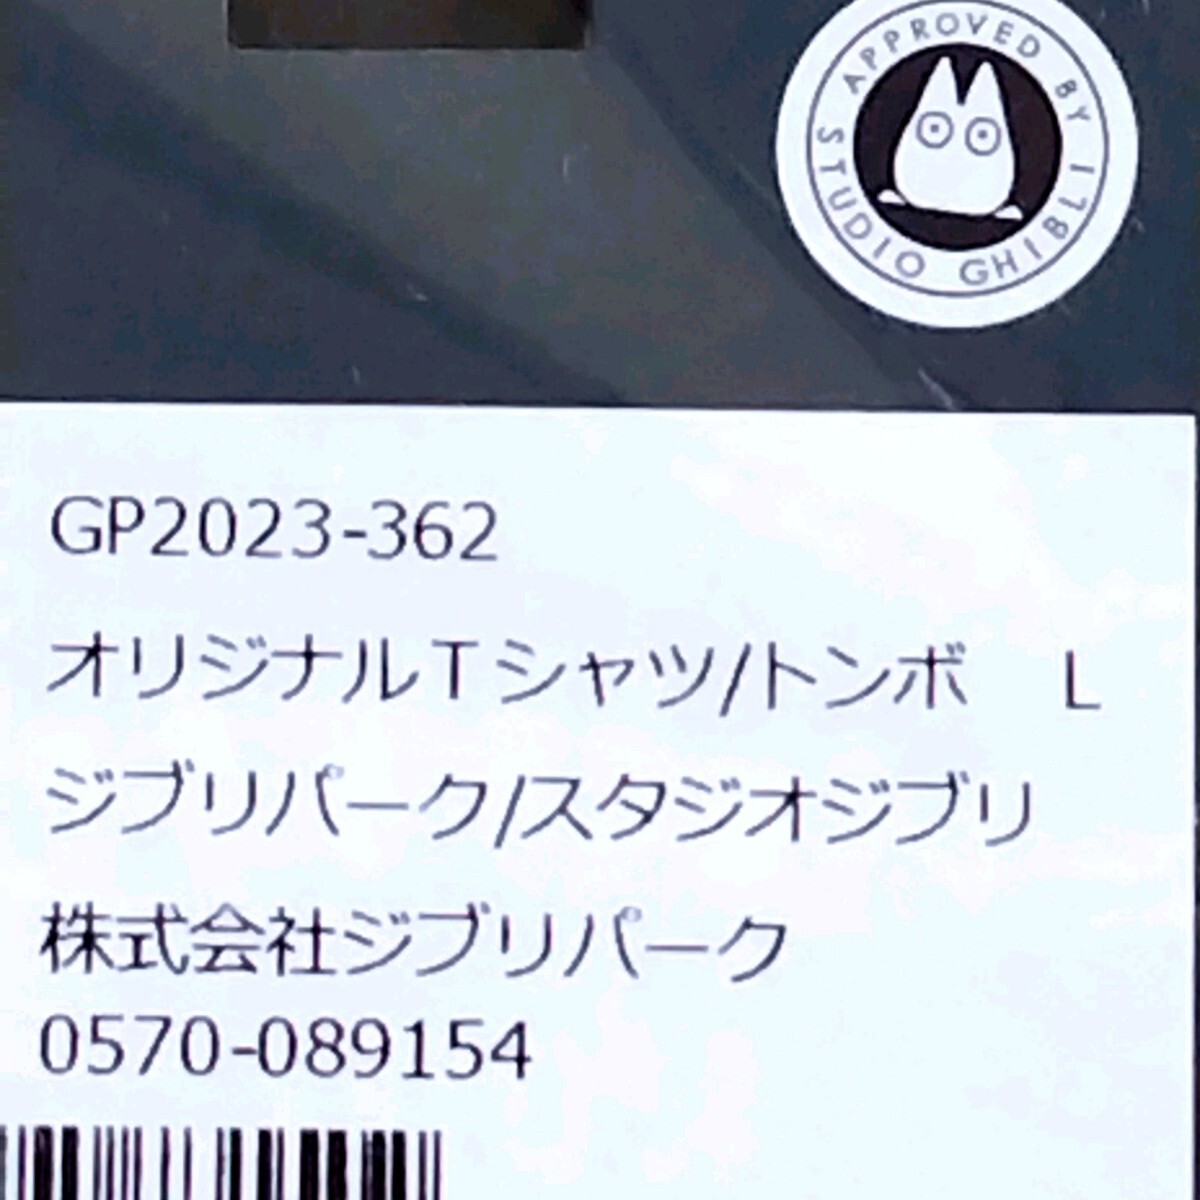 APPROVED BY STUDIO GHIBLI
GP2023-362
オリジナルTシャツ/トンボ　L
ジブリパーク/スタジオジブリ
株式会社ジブリパーク
0570-089154